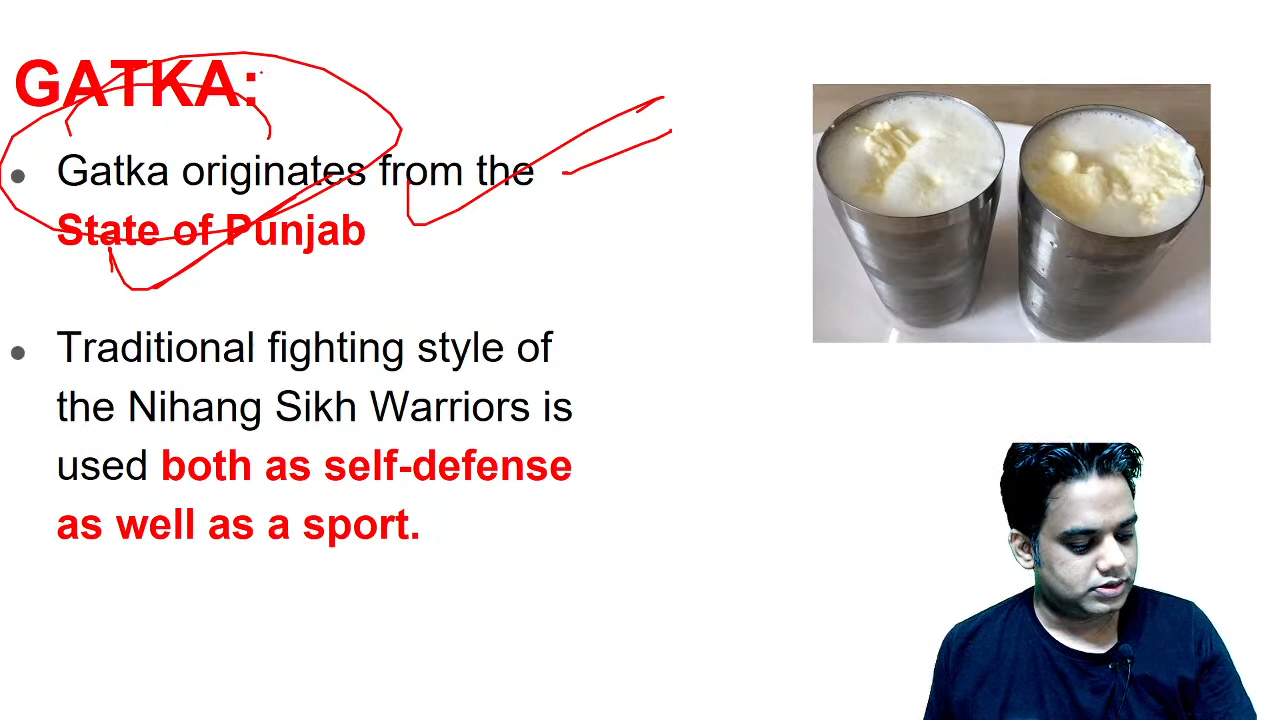 GATKA:
Gatka originates from the
State of Punjab
Traditional fighting style of
the Nihang Sikh Warriors is
used both as self-defense
as well as a sport.